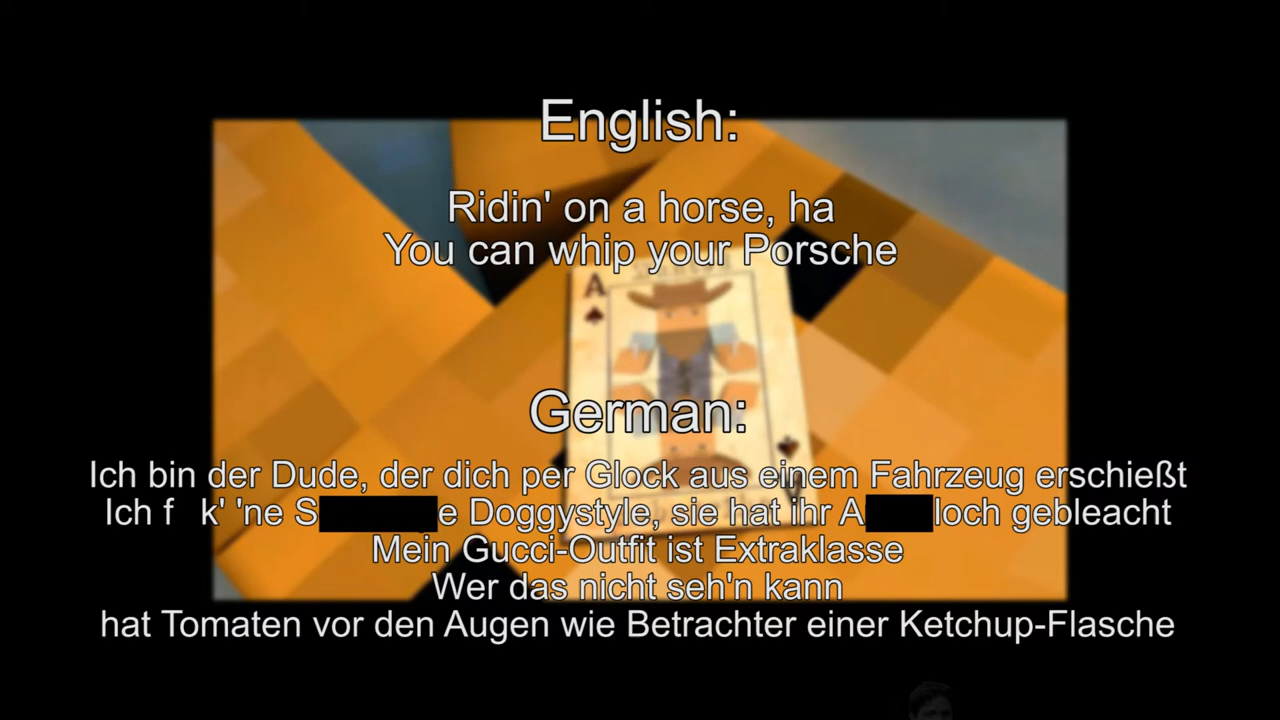 English:
Ridin' on a horse, ha
You can whip your Porsche
A
German:
Ich bin der Dude, der dich per Glock aus einem Fahrzeug erschießt
Ich f k' 'ne S e Doggystyle, sie hat ihr A loch gebleacht
Mein Gucci-Outfit ist Extraklasse
Wer das nicht seh'n kann
hat Tomaten vor den Augen wie Betrachter einer Ketchup-Flasche